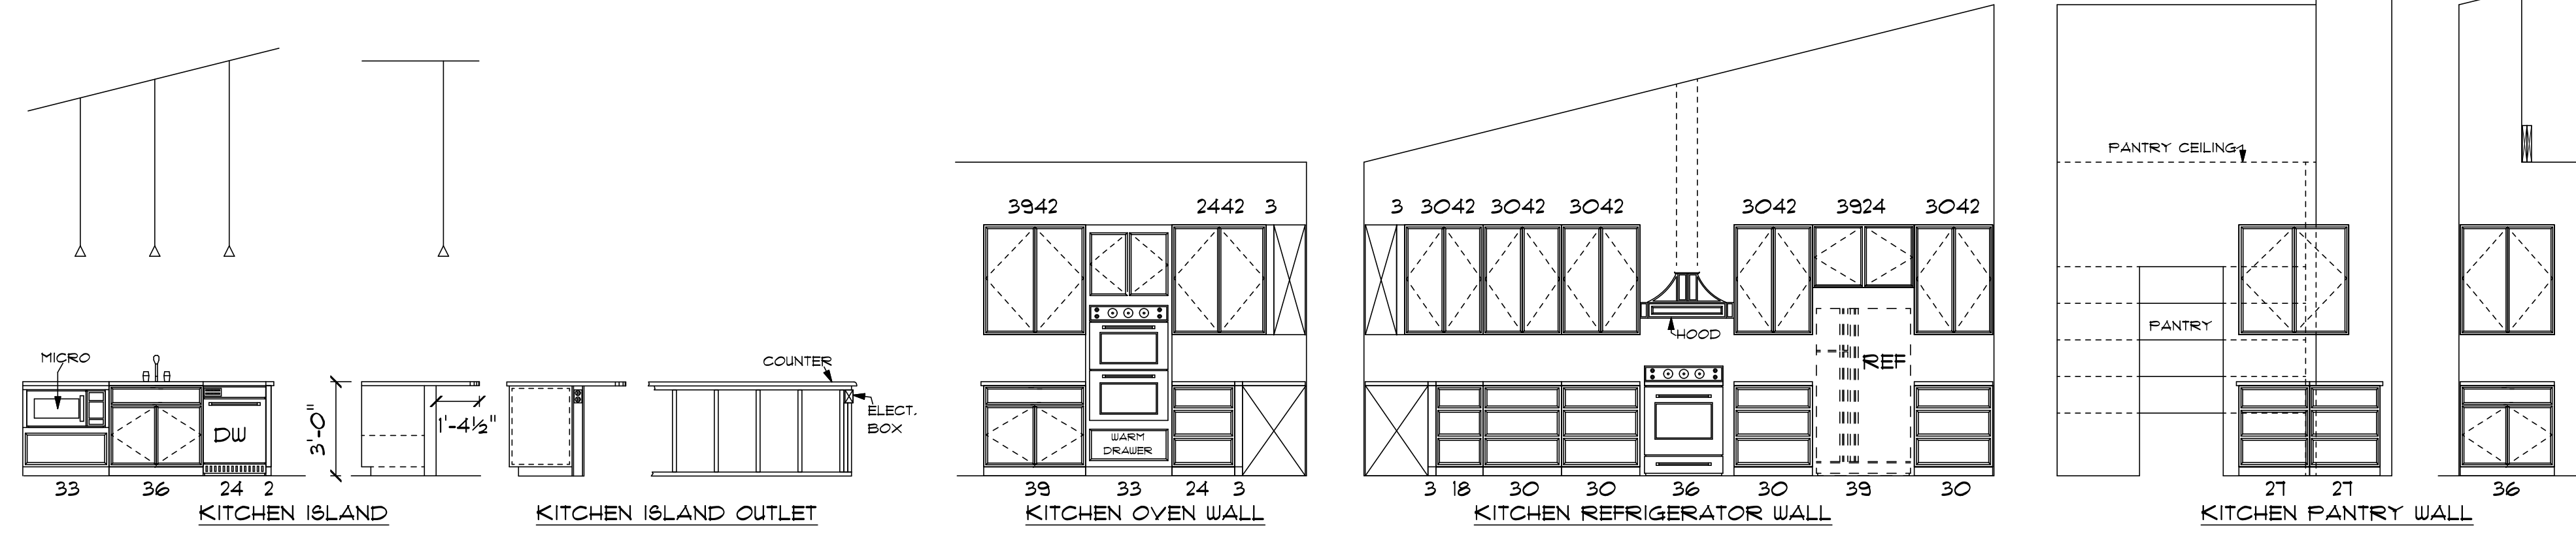 MICRO
DW
3'-0"
1'-4½"
33 36 24 2
KITCHEN ISLAND
COUNTER
ELECT.
BOX
KITCHEN ISLAND OUTLET
3942 2442 3
WARM
DRAWER
39 33 24 3
KITCHEN OVEN WALL
3 3042 3042 3042 3042 3924 3042
HOOD
REF
3 18 30 30 36 30 39 30
KITCHEN REFRIGERATOR WALL
PANTRY CEILING
PANTRY
27 27 36
KITCHEN PANTRY WALL